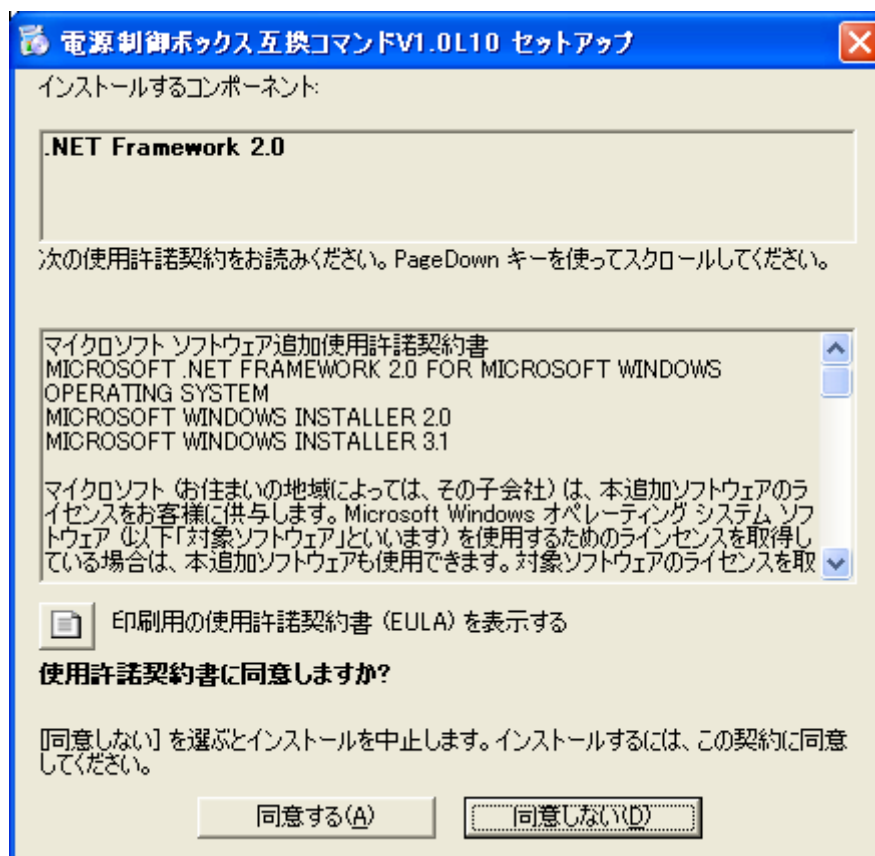 電源制御ボックス互換コマンドV1.0L10 セットアップ
インストールするコンポーネント:
.NET Framework 2.0
次の使用許諾契約をお読みください。PageDown キーを使ってスクロールしてください。
マイクロソフト ソフトウェア追加使用許諾契約書
MICROSOFT .NET FRAMEWORK 2.0 FOR MICROSOFT WINDOWS
OPERATING SYSTEM
MICROSOFT WINDOWS INSTALLER 2.0
MICROSOFT WINDOWS INSTALLER 3.1
マイクロソフト (お住まいの地域によっては、その子会社) は、本追加ソフトウェアのラ
イセンスをお客様に供与します。Microsoft Windows オペレーティング システム ソフ
トウェア (以下「対象ソフトウェア」といいます) を使用するためのラインセンスを取得し
ている場合は、本追加ソフトウェアも使用できます。対象ソフトウェアのライセンスを取
印刷用の使用許諾契約書 (EULA) を表示する
使用許諾契約書に同意しますか?
[同意しない] を選ぶとインストールを中止します。インストールするには、この契約に同意
してください。
同意する(A)
同意しない(D)